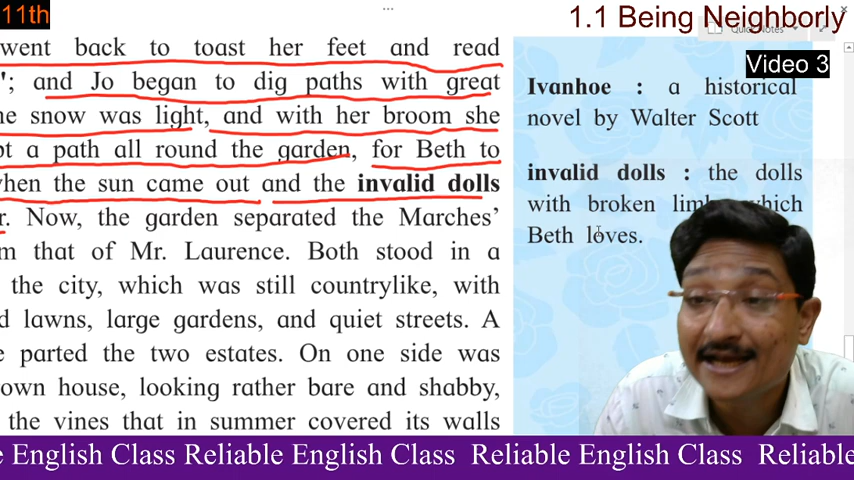 11th
1.1 Being Neighborly
Quick Notes
Video 3
went back to toast her feet and read
'; and Jo began to dig paths with great
he snow was light, and with her broom she
pt a path all round the garden, for Beth to
when the sun came out and the invalid dolls
r. Now, the garden separated the Marches'
m that of Mr. Laurence. Both stood in a
the city, which was still countrylike, with
d lawns, large gardens, and quiet streets. A
e parted the two estates. On one side was
own house, looking rather bare and shabby,
the vines that in summer covered its walls
Ivanhoe : a historical
novel by Walter Scott
invalid dolls : the dolls
with broken limb which
Beth loves.
e English Class Reliable English Class Reliable English Class Reliable